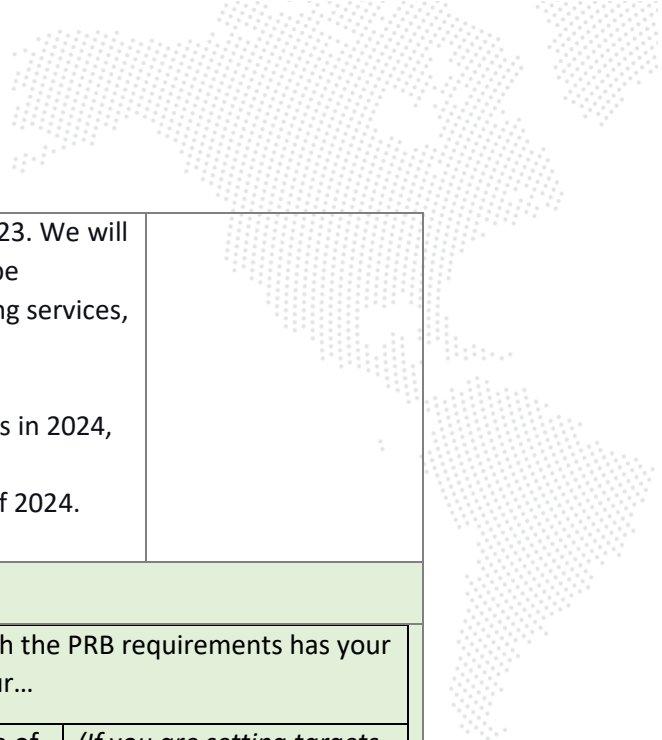 23. We will
be
ng services,
s in 2024,
f 2024.
h the PRB requirements has your
ur…
e of
(If you are setting targets